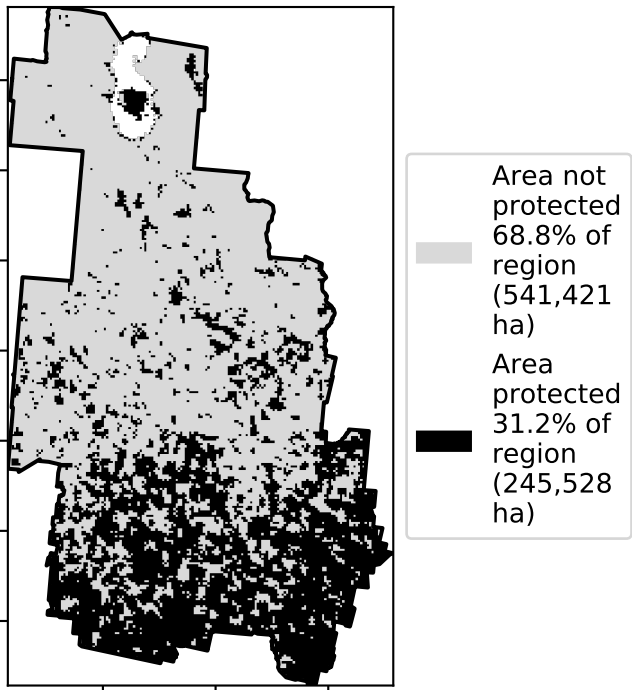 Area not
protected
68.8% of
region
(541,421
ha)
Area
protected
31.2% of
region
(245,528
ha)